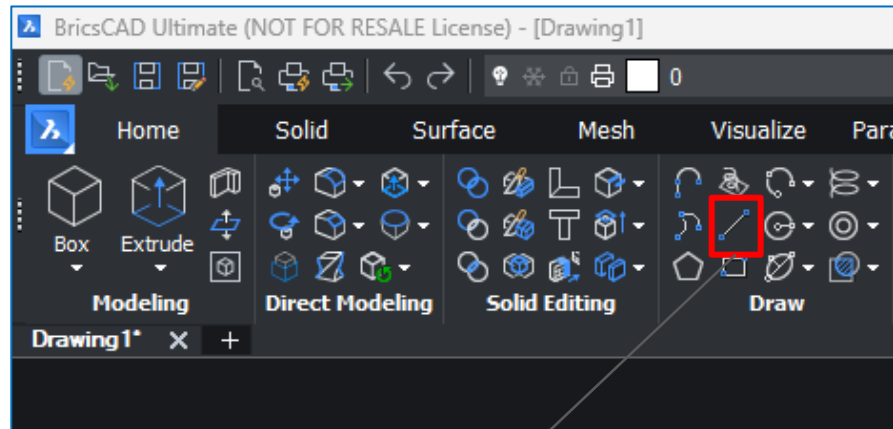 BricsCAD Ultimate (NOT FOR RESALE License) - [Drawing1]
0
Home Solid Surface Mesh Visualize Para
Box Extrude
Modeling Direct Modeling Solid Editing Draw
Drawing1* X +